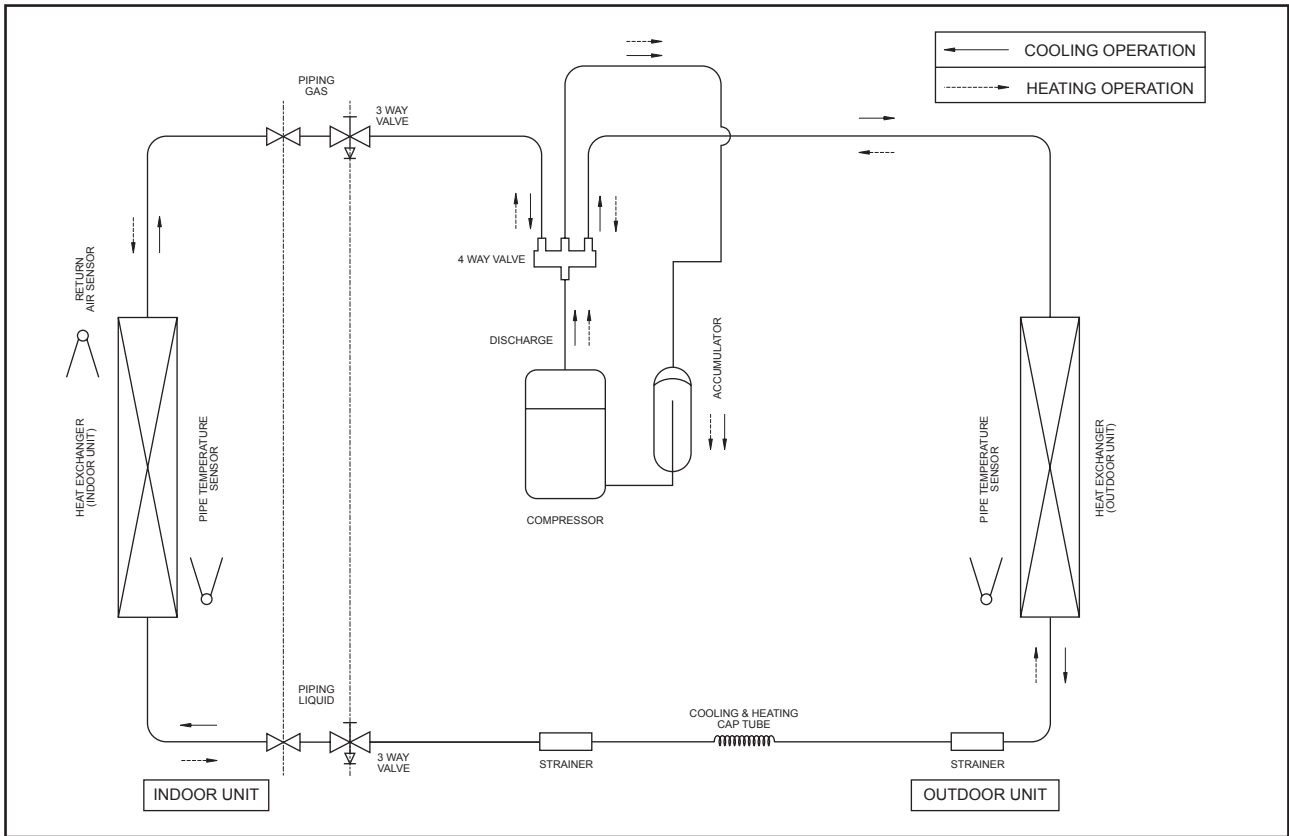 COOLING OPERATION
HEATING OPERATION
PIPING
GAS
3 WAY
VALVE
4 WAY VALVE
RETURN
AIR SENSOR
DISCHARGE
ACCUMULATOR
HEAT EXCHANGER
(INDOOR UNIT)
PIPE TEMPERATURE
SENSOR
COMPRESSOR
PIPE TEMPERATURE
SENSOR
HEAT EXCHANGER
(OUTDOOR UNIT)
PIPING
LIQUID
3 WAY
VALVE
STRAINER
COOLING & HEATING
CAP TUBE
STRAINER
INDOOR UNIT
OUTDOOR UNIT